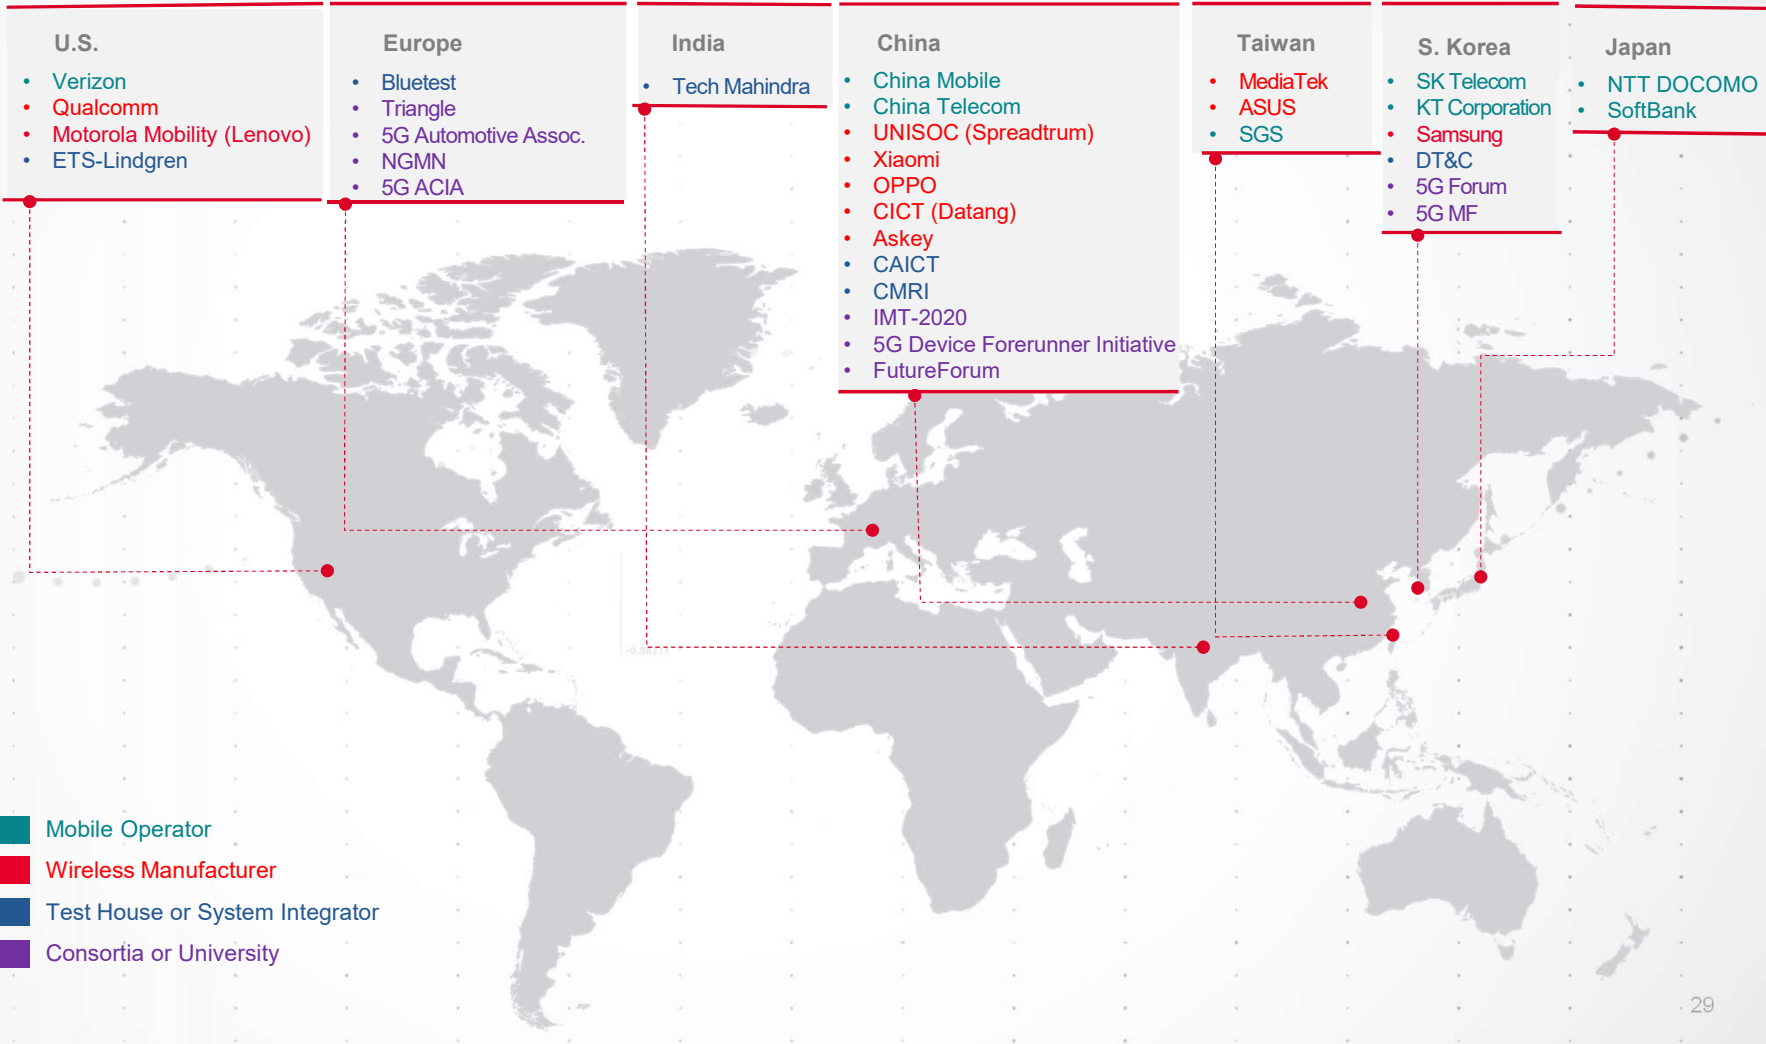 U.S.
• Verizon
• Qualcomm
• Motorola Mobility (Lenovo)
• ETS-Lindgren
Europe
• Bluetest
• Triangle
• 5G Automotive Assoc.
• NGMN
• 5G ACIA
India
• Tech Mahindra
China
• China Mobile
• China Telecom
• UNISOC (Spreadtrum)
• Xiaomi
• OPPO
• CICT (Datang)
• Askey
• CAICT
• CMRI
• IMT-2020
• 5G Device Forerunner Initiative
• FutureForum
Taiwan
• MediaTek
• ASUS
• SGS
S. Korea
• SK Telecom
• KT Corporation
• Samsung
• DT&C
• 5G Forum
• 5G MF
Japan
• NTT DOCOMO
• SoftBank
Mobile Operator
Wireless Manufacturer
Test House or System Integrator
Consortia or University
29